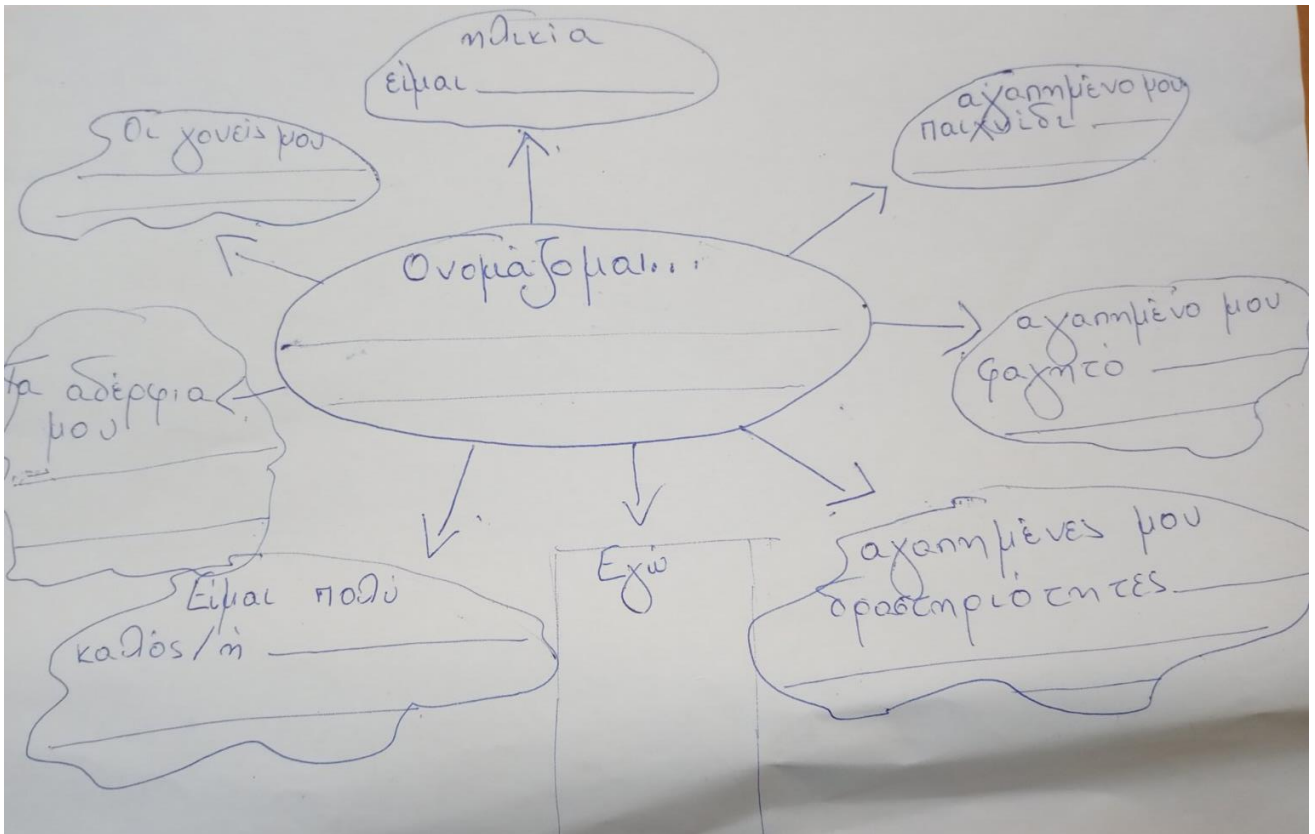 ηλικία
είμαι
Οι γονείς μου
αγαπημένο μου
παιχνίδι
Ονομάζομαι...
αγαπημένο μου
φαγητό
Τα αδέρφια
μου
αγαπημένες μου
δραστηριότητες
Εγώ
Είμαι πολύ
καλός/ή